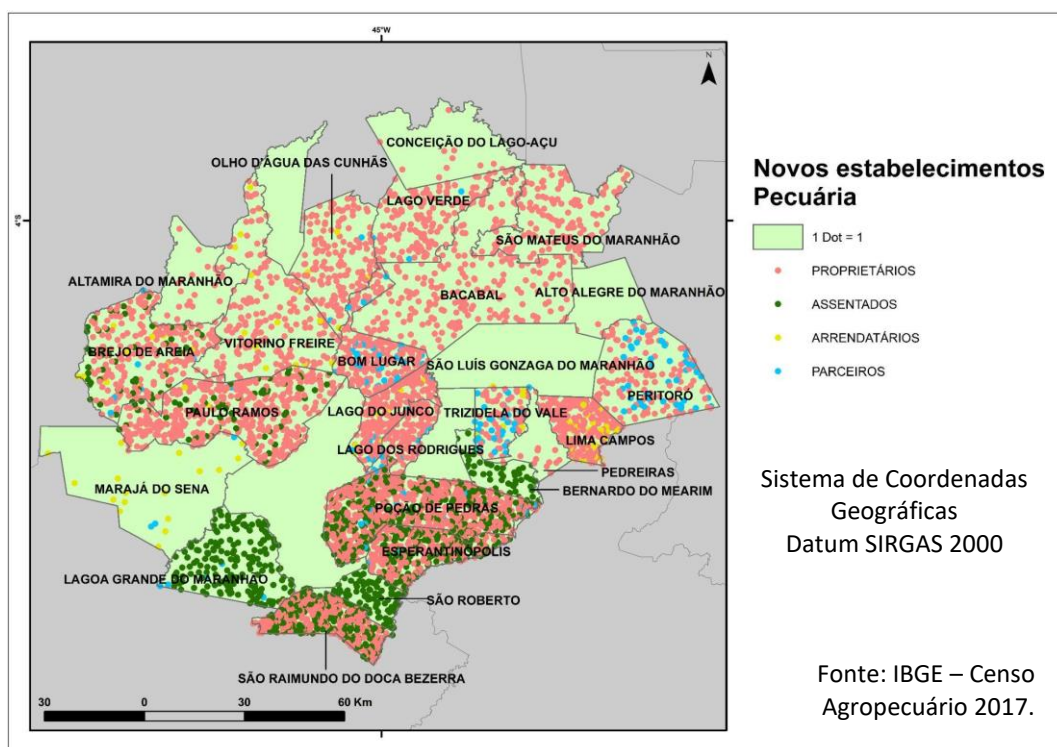 45°W
N
4°S
CONCEIÇÃO DO LAGO-AÇU
OLHO D'ÁGUA DAS CUNHÃS
LAGO VERDE
SÃO MATEUS DO MARANHÃO
ALTAMIRA DO MARANHÃO
BACABAL
ALTO ALEGRE DO MARANHÃO
BREJO DE AREIA
VITORINO FREIRE
BOM LUGAR
SÃO LUÍS GONZAGA DO MARANHÃO
PERITORÓ
PAULO RAMOS
LAGO DO JUNCO
TRIZIDELA DO VALE
LIMA CAMPOS
LAGO DOS RODRIGUES
PEDREIRAS
MARAJÁ DO SENA
BERNARDO DO MEARIM
POÇÃO DE PEDRAS
ESPERANTINÓPOLIS
LAGOA GRANDE DO MARANHÃO
SÃO ROBERTO
SÃO RAIMUNDO DO DOCA BEZERRA
30 0 30 60 Km
Novos estabelecimentos
Pecuária
1 Dot = 1
PROPRIETÁRIOS
ASSENTADOS
ARRENDATÁRIOS
PARCEIROS
Sistema de Coordenadas
Geográficas
Datum SIRGAS 2000
Fonte: IBGE – Censo
Agropecuário 2017.